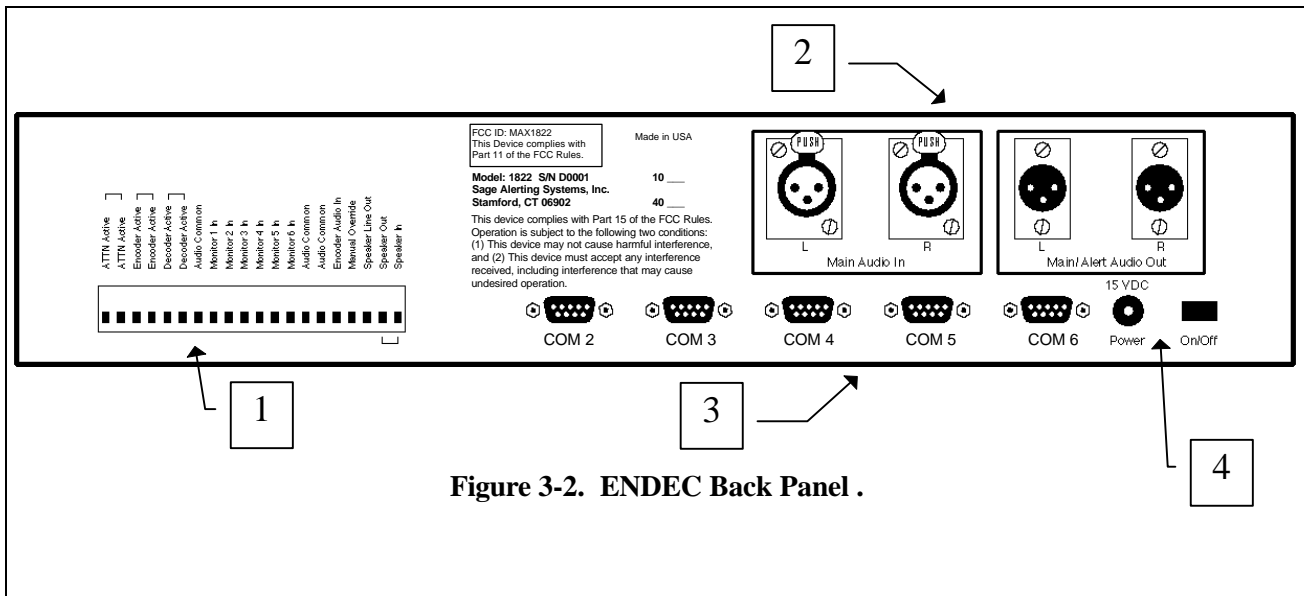 2
FCC ID: MAX1822
This Device complies with
Part 11 of the FCC Rules.
Made in USA
Model: 1822 S/N D0001
10 ___
Sage Alerting Systems, Inc.
Stamford, CT 06902
40 ___
This device complies with Part 15 of the FCC Rules.
Operation is subject to the following two conditions:
(1) This device may not cause harmful interference,
and (2) This device must accept any interference
received, including interference that may cause
undesired operation.
ATTN Active
ATTN Active
Encoder Active
Encoder Active
Decoder Active
Decoder Active
Audio Common
Monitor 1 In
Monitor 2 In
Monitor 3 In
Monitor 4 In
Monitor 5 In
Monitor 6 In
Audio Common
Audio Common
Encoder Audio In
Manual Override
Speaker Line Out
Speaker Out
Speaker In
PUSH
PUSH
L
R
Main Audio In
L
R
Main/Alert Audio Out
15 VDC
COM 2
COM 3
COM 4
COM 5
COM 6
Power
On/Off
1
3
4
Figure 3-2. ENDEC Back Panel .